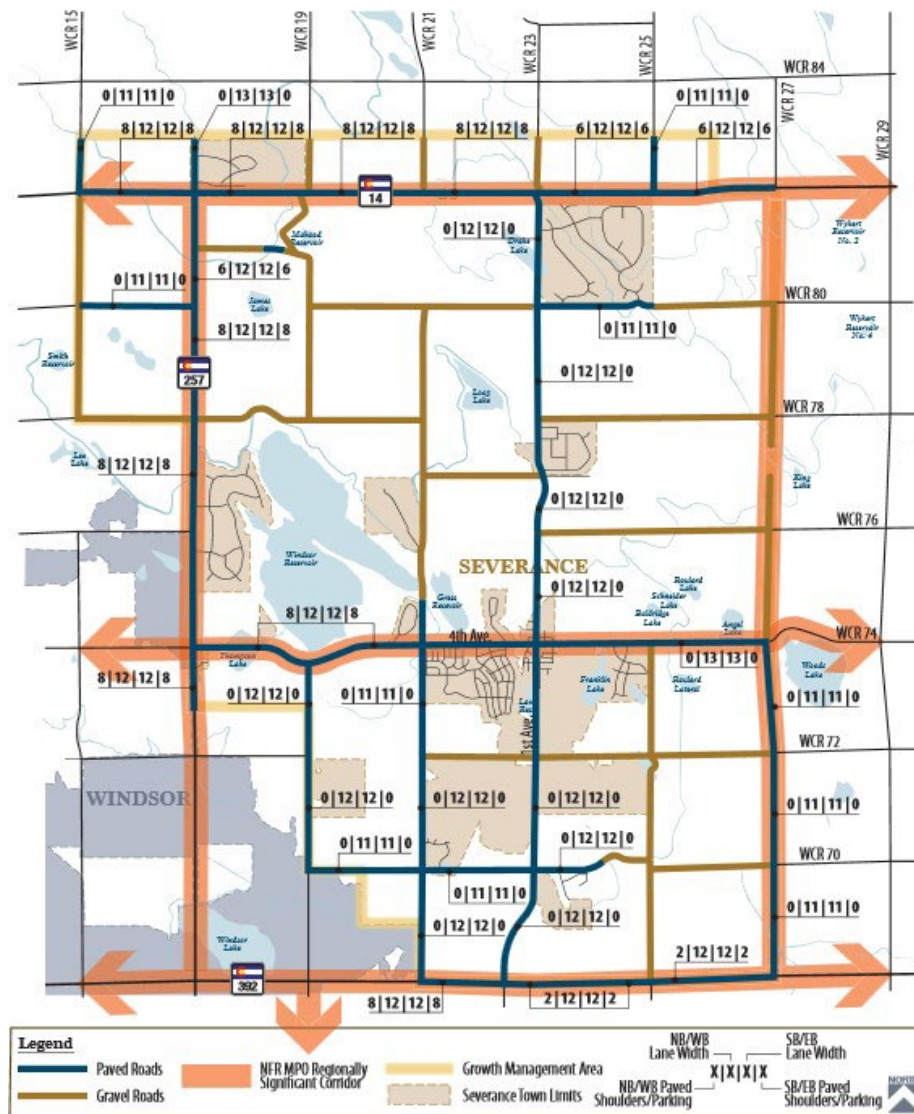 WCR 15
WCR 19
WCR 21
WCR 23
WCR 25
WCR 84
WCR 27
WCR 29
0|11|11|0
0|13|13|0
0|11|11|0
8|12|12|8
8|12|12|8
8|12|12|8
8|12|12|8
6|12|12|6
6|12|12|6
14
0|12|12|0
Drake
Lake
Reservoir
Wykert
Reservoir
No. 2
0|11|11|0
6|12|12|6
James
Lake
WCR 80
0|11|11|0
8|12|12|8
Wykert
Reservoir
No. 4
Smith
Reservoir
257
0|12|12|0
Long
Lake
WCR 78
Lee
Lake
8|12|12|8
King
Lake
0|12|12|0
WCR 76
Windsor
Reservoir
SEVERANCE
Gress
Reservoir
0|12|12|0
Roulard
Lake
Schneider
Lake
Baldridge
Lake
Angel
Lake
8|12|12|8
4th Ave.
WCR 74
Thompson
Lake
0|13|13|0
Woods
Lake
8|12|12|8
0|12|12|0
0|11|11|0
Franklin
Lake
Roulard
Lateral
0|11|11|0
1st Ave.
WCR 72
WINDSOR
0|12|12|0
0|12|12|0
0|12|12|0
0|11|11|0
0|11|11|0
0|12|12|0
WCR 70
0|11|11|0
0|12|12|0
0|12|12|0
0|11|11|0
Windsor
Lake
2|12|12|2
392
8|12|12|8
2|12|12|2
Legend
Paved Roads
Gravel Roads
NFR MPO Regionally
Significant Corridor
Growth Management Area
Severance Town Limits
NB/WB
Lane Width
SB/EB
Lane Width
X|X|X|X
NB/WB Paved
Shoulders/Parking
SB/EB Paved
Shoulders/Parking
NORTH